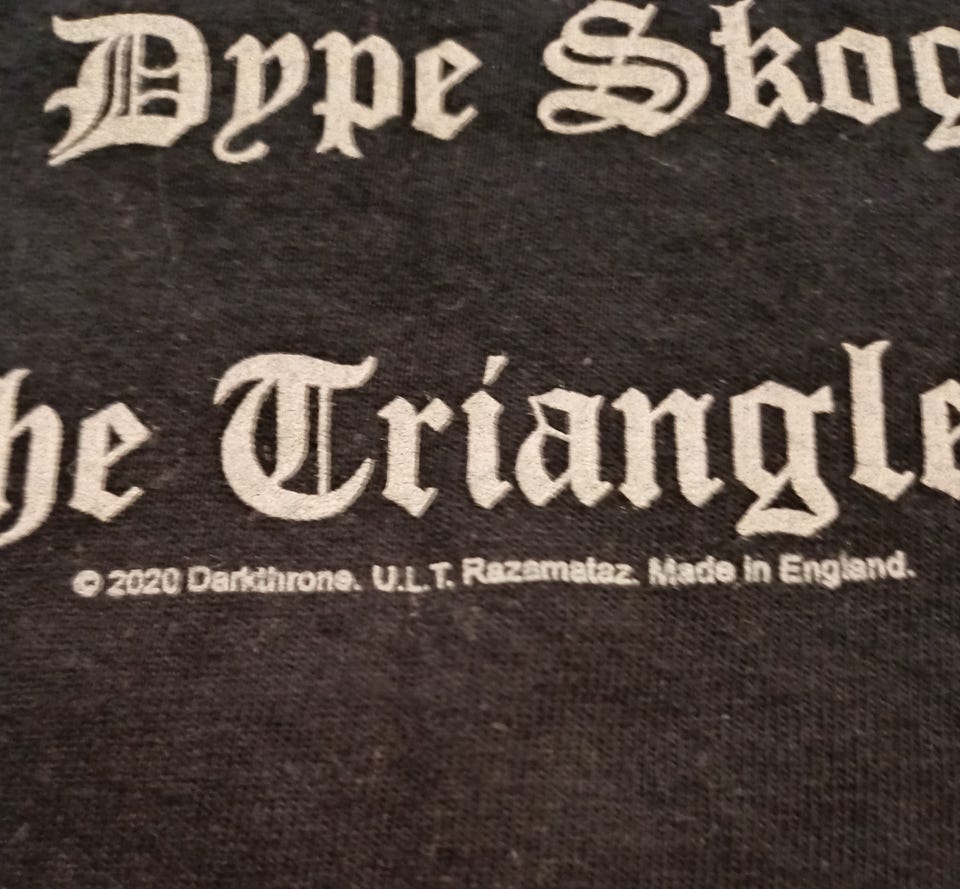 Dype Skog
he Triangle
© 2020 Darkthrone. U.L.T. Razamataz. Made in England.